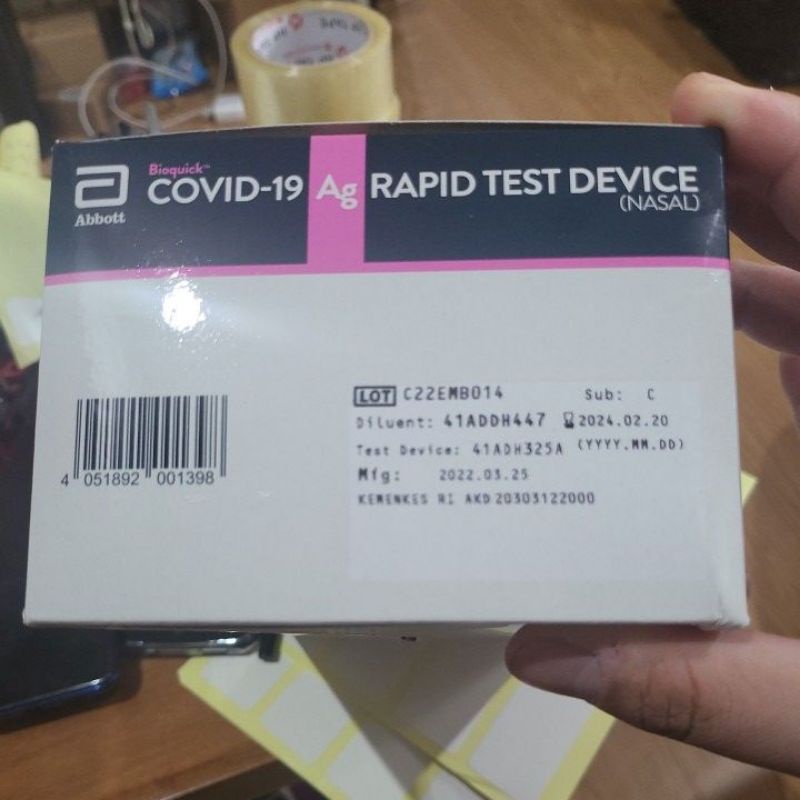 Bioquick™
COVID-19 Ag RAPID TEST DEVICE
(NASAL)
Abbott
LOT C22EMB014 Sub: C
Diluent: 41ADDH447 2024.02.20
Test Device: 41ADH325A (YYYY.MM.DD)
Mfg: 2022.03.25
KEMENKES RI AKD 20303122000
4 051892 001398